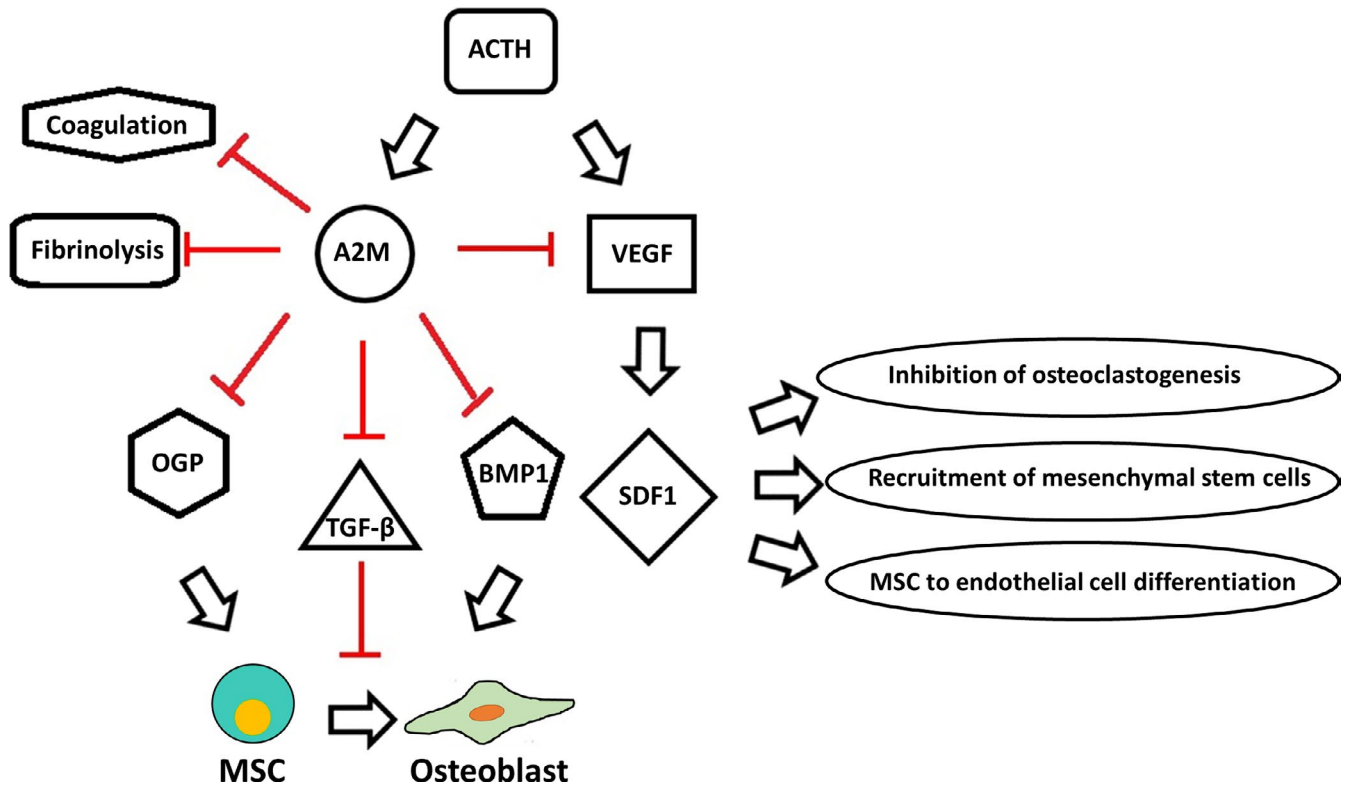 ACTH
Coagulation
Fibrinolysis
A2M
VEGF
Inhibition of osteoclastogenesis
OGP
BMP1
Recruitment of mesenchymal stem cells
SDF1
TGF-β
MSC to endothelial cell differentiation
MSC
Osteoblast